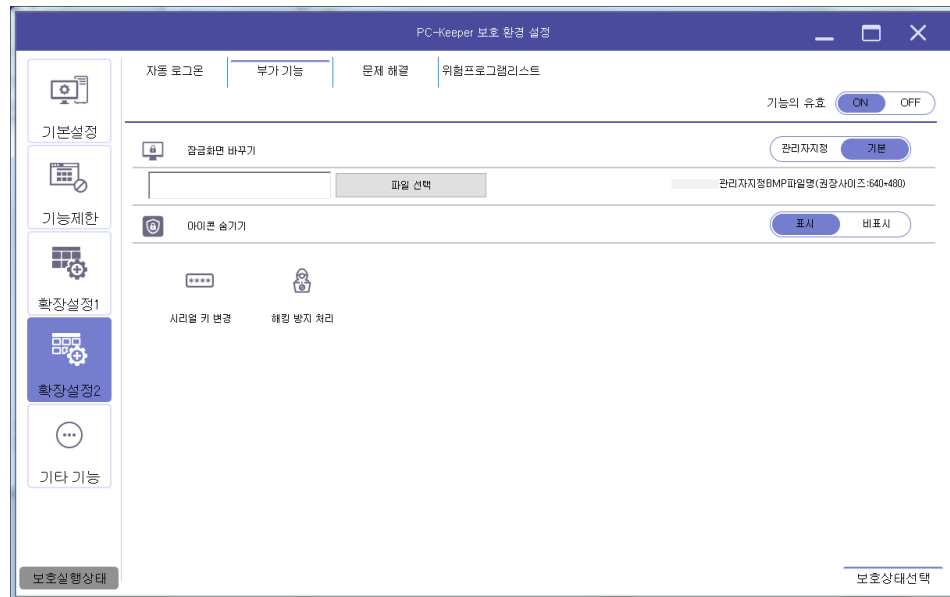 PC-Keeper 보호 환경 설정
자동 로그온
부가 기능
문제 해결
위험프로그램리스트
기능의 유효
ON
OFF
기본설정
기능제한
확장설정1
확장설정2
기타 기능
잠금화면 바꾸기
관리자지정
기본
파일 선택
관리자지정BMP파일명(권장사이즈:640*480)
아이콘 숨기기
표시
비표시
****
시리얼 키 변경
해킹 방지 처리
보호실행상태
보호상태선택